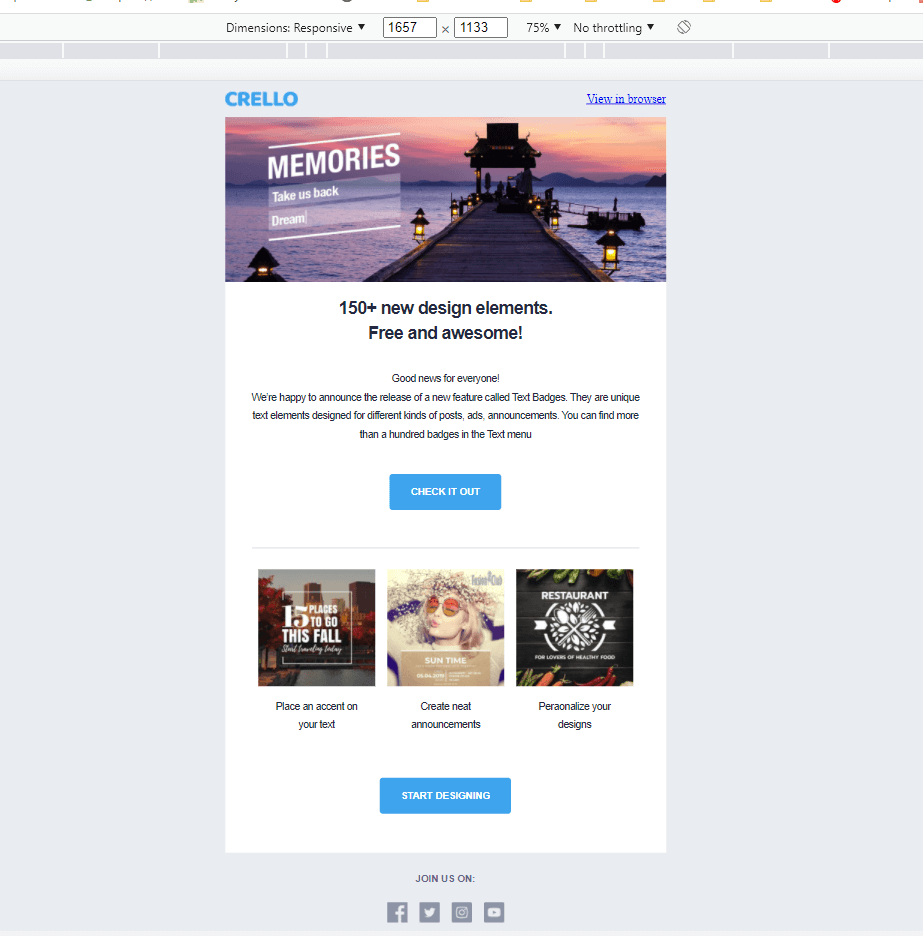 Dimensions: Responsive ▼ 1657 × 1133 75% ▼ No throttling ▼
CRELLO
View in browser
MEMORIES
Take us back
Dream
150+ new design elements.
Free and awesome!
Good news for everyone!
We're happy to announce the release of a new feature called Text Badges. They are unique
text elements designed for different kinds of posts, ads, announcements. You can find more
than a hundred badges in the Text menu
CHECK IT OUT
15 PLACES
TO GO
THIS FALL
Start traveling today
SUN TIME
RESTAURANT
FOR LOVERS OF HEALTHY FOOD
Place an accent on
your text
Create neat
announcements
Peraonalize your
designs
START DESIGNING
JOIN US ON: